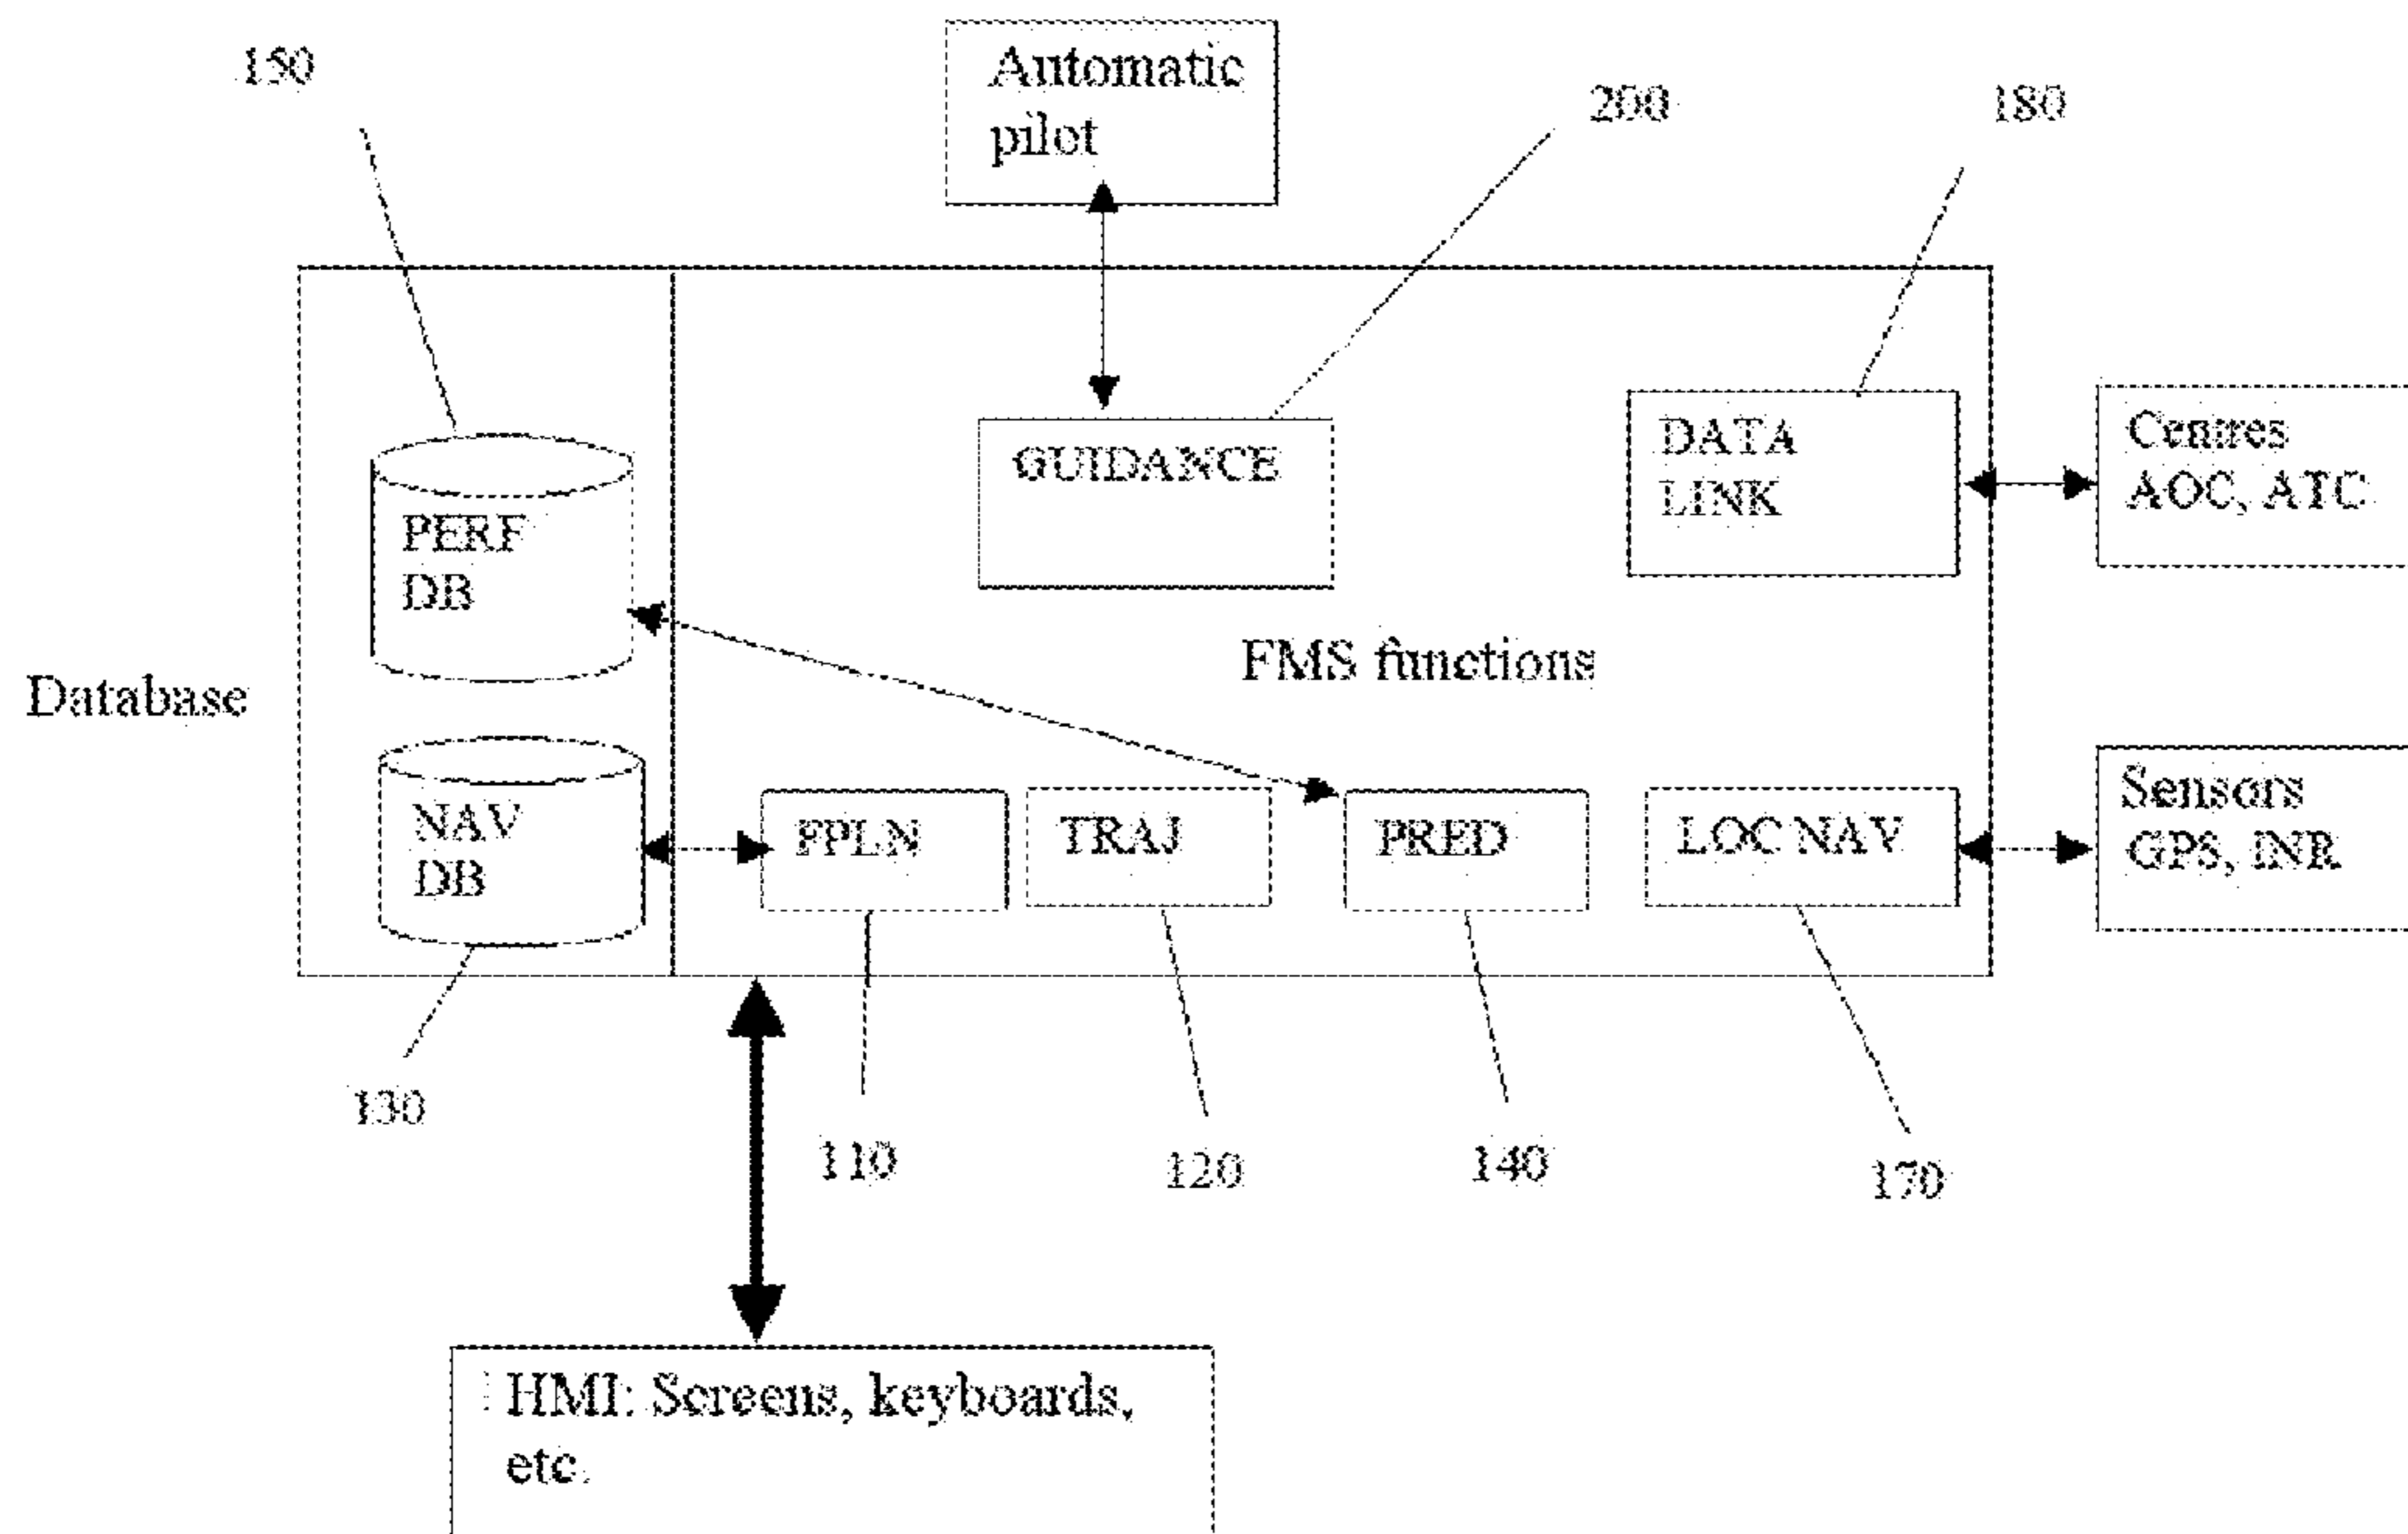 150
Automatic
pilot
200
180
GUIDANCE
DATA
LINK
Centres
AOC, ATC
PERF
DB
FMS functions
Database
NAV
DB
FPLN
TRAJ
PRED
LOC NAV
Sensors
GPS, INR
130
110
120
140
170
HMI: Screens, keyboards,
etc.